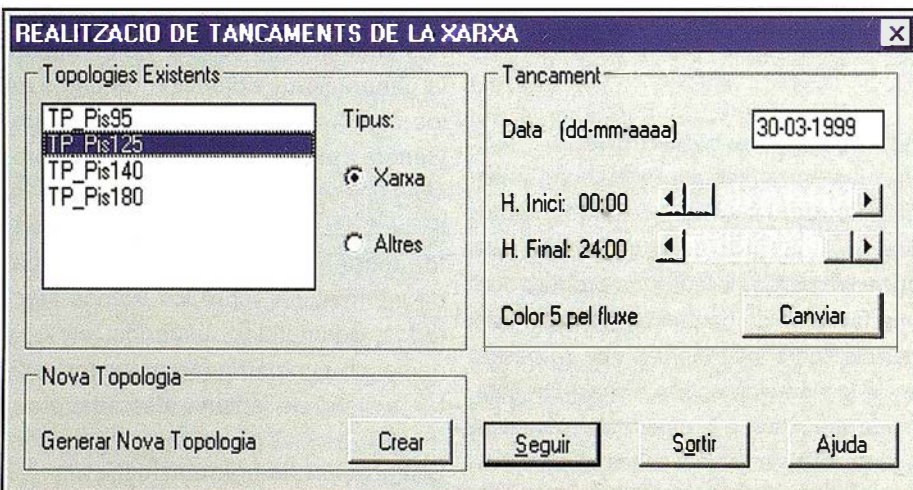 REALITZACIO DE TANCAMENTS DE LA XARXA
Topologies Existents
TP_Pis95
TP_Pis125
TP_Pis140
TP_Pis180
Tipus:
Xarxa
Altres
Tancament
Data (dd-mm-aaaa) 30-03-1999
H. Inici: 00:00
H. Final: 24:00
Color 5 pel fluxe Canviar
Nova Topologia
Generar Nova Topologia Crear
Seguir Sortir Ajuda